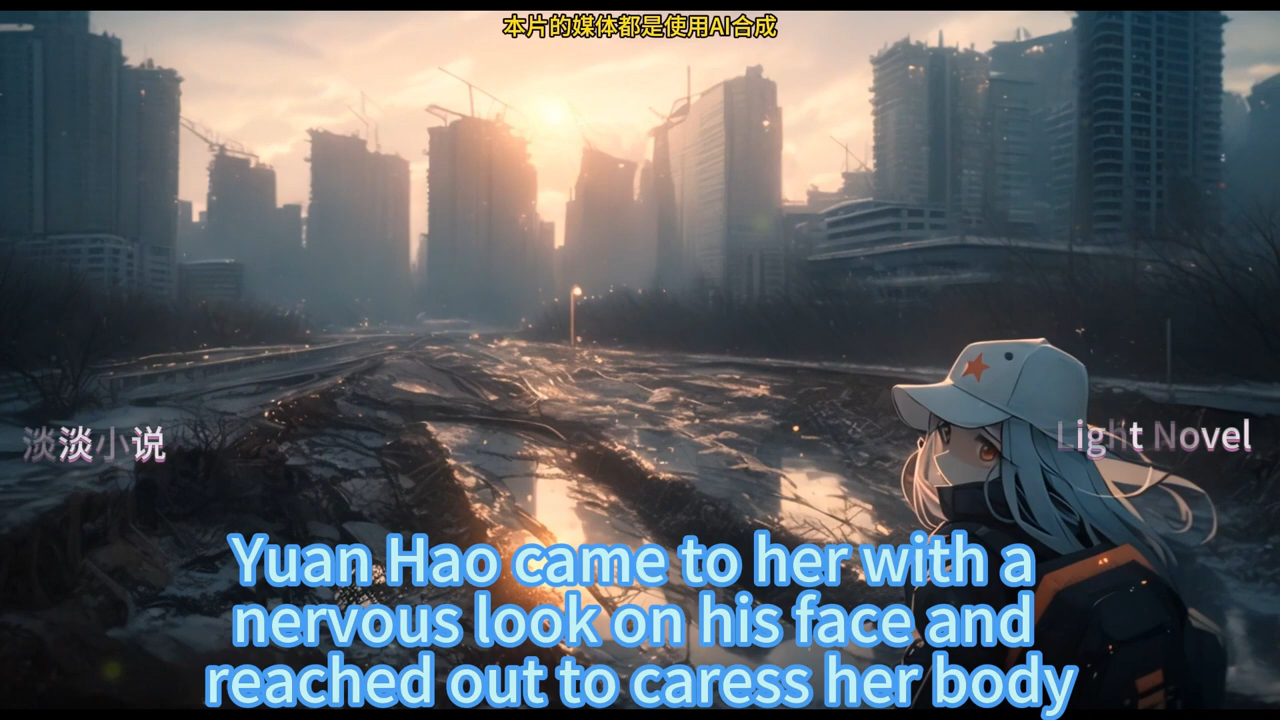 本片的媒体都是使用AI合成
淡淡小说
Light Novel
Yuan Hao came to her with a
nervous look on his face and
reached out to caress her body